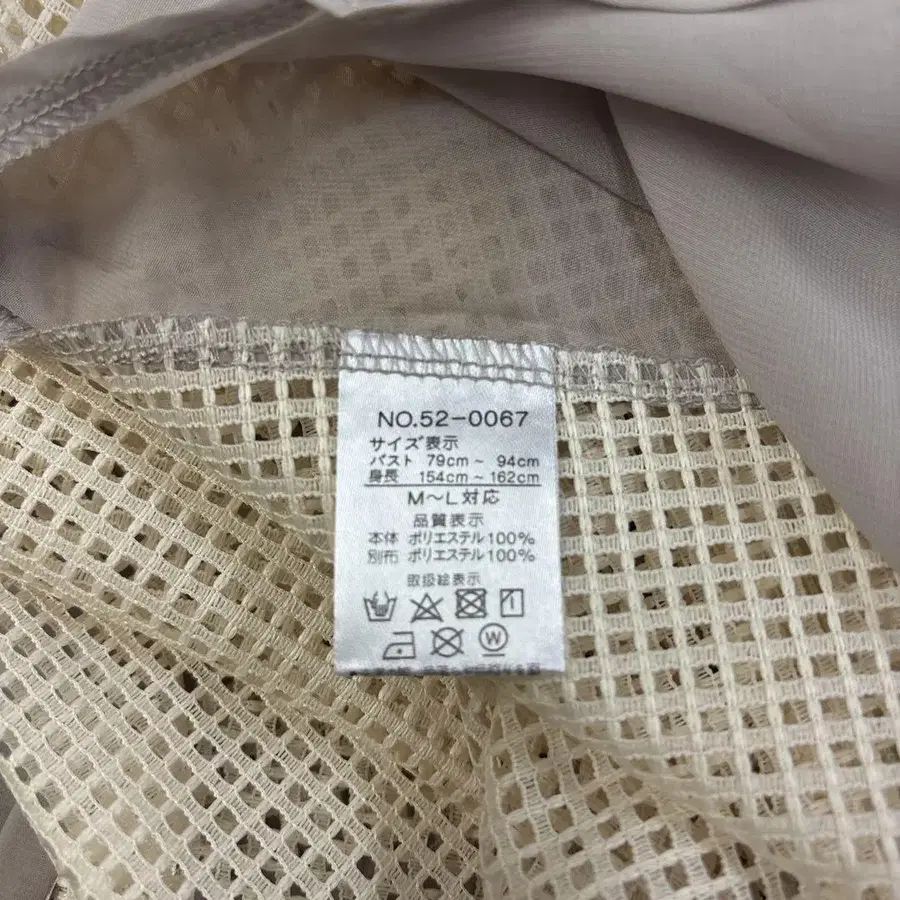 NO.52-0067
サイズ表示
バスト 79cm~ 94cm
身長 154cm~162cm
M~L対応
品質表示
本体 ポリエステル100%
別布 ポリエステル100%
取扱絵表示
W